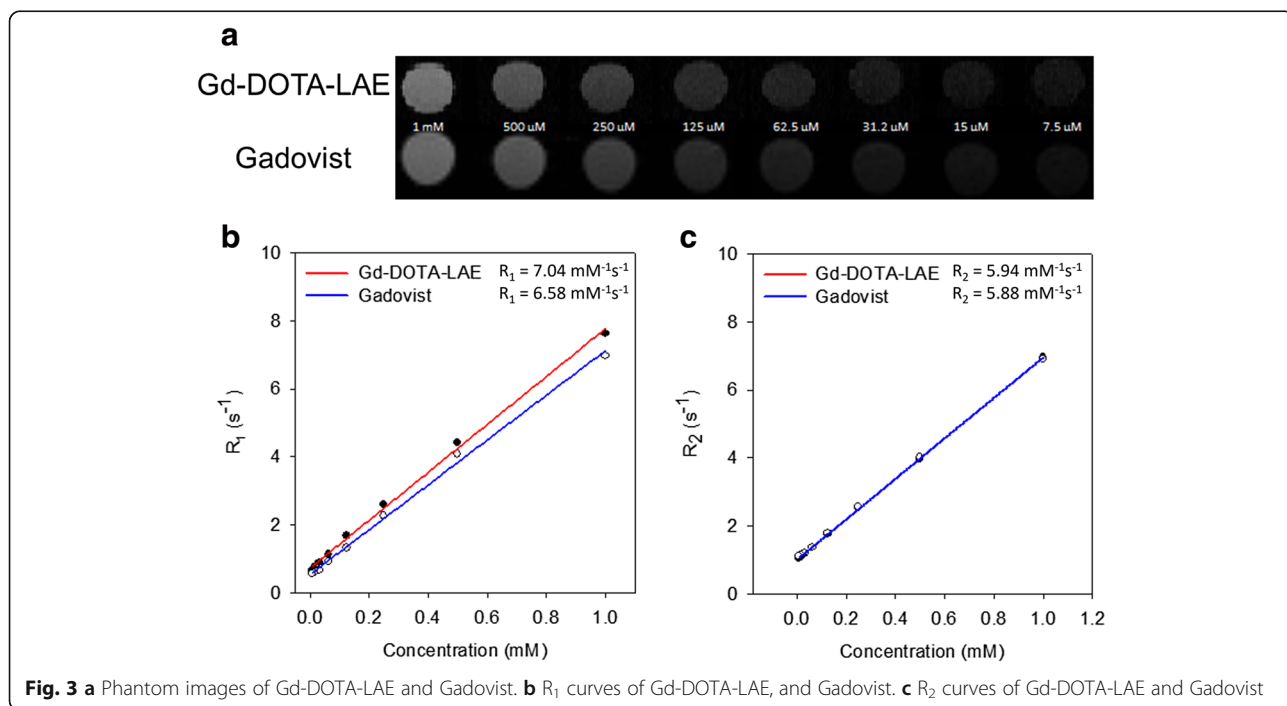 a
Gd-DOTA-LAE
1 mM 500 uM 250 uM 125 uM 62.5 uM 31.2 uM 15 uM 7.5 uM
Gadovist
b
Gd-DOTA-LAE R₁ = 7.04 mM⁻¹s⁻¹
Gadovist R₁ = 6.58 mM⁻¹s⁻¹
10
8
6
4
2
0
R₁ (s⁻¹)
0.0 0.2 0.4 0.6 0.8 1.0
Concentration (mM)
c
Gd-DOTA-LAE R₂ = 5.94 mM⁻¹s⁻¹
Gadovist R₂ = 5.88 mM⁻¹s⁻¹
10
8
6
4
2
0
R₂ (s⁻¹)
0.0 0.2 0.4 0.6 0.8 1.0 1.2
Concentration (mM)
Fig. 3 a Phantom images of Gd-DOTA-LAE and Gadovist. b R₁ curves of Gd-DOTA-LAE, and Gadovist. c R₂ curves of Gd-DOTA-LAE and Gadovist